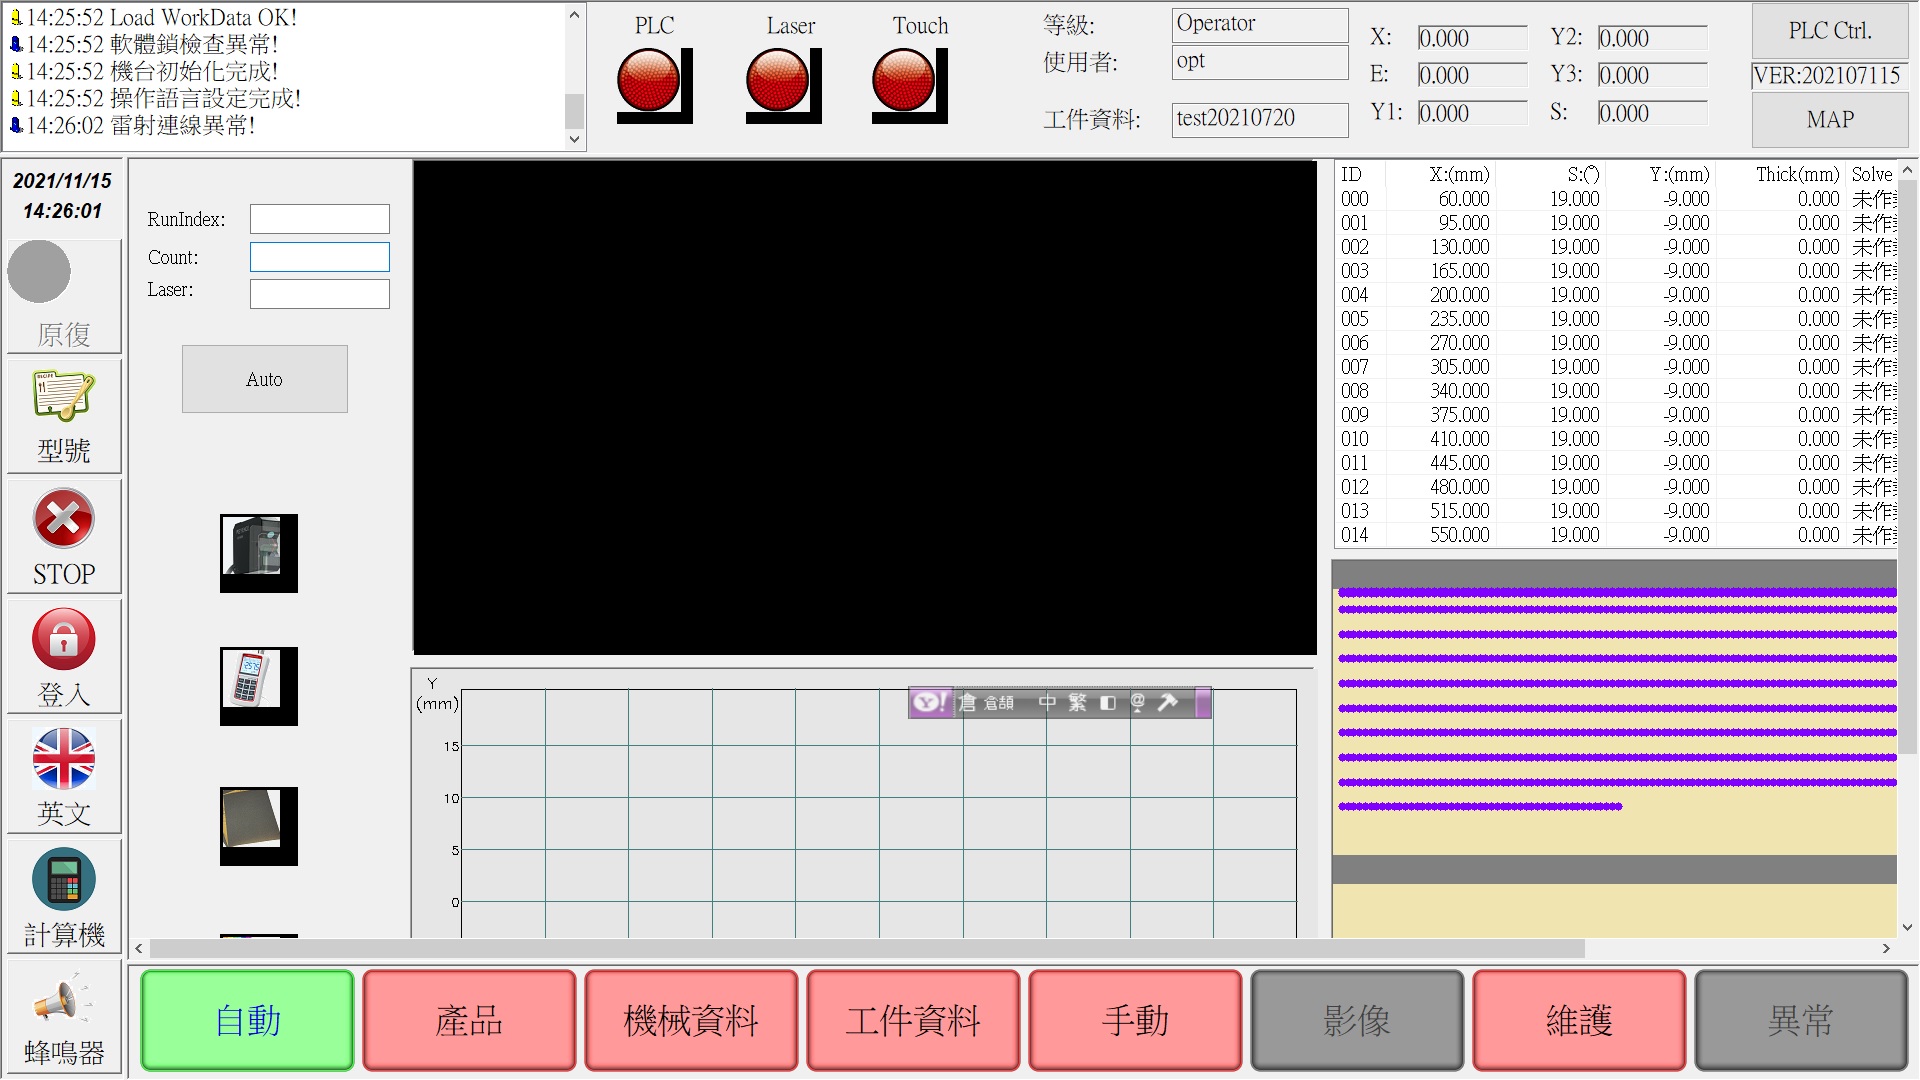 14:25:52 Load WorkData OK!
14:25:52 軟體鎖檢查異常!
14:25:52 機台初始化完成!
14:25:52 操作語言設定完成!
14:26:02 雷射連線異常!
PLC Laser Touch
等級: Operator
使用者: opt
工件資料: test20210720
X: 0.000 Y2: 0.000
E: 0.000 Y3: 0.000
Y1: 0.000 S: 0.000
PLC Ctrl.
VER:202107115
MAP
2021/11/15
14:26:01
原復
型號
STOP
登入
英文
計算機
蜂鳴器
RunIndex:
Count:
Laser:
Auto
Y
(mm)
15
10
5
0
倉 倉頡 中 繁
ID X:(mm) S:(°) Y:(mm) Thick(mm) Solve
000 60.000 19.000 -9.000 0.000 未作
001 95.000 19.000 -9.000 0.000 未作
002 130.000 19.000 -9.000 0.000 未作
003 165.000 19.000 -9.000 0.000 未作
004 200.000 19.000 -9.000 0.000 未作
005 235.000 19.000 -9.000 0.000 未作
006 270.000 19.000 -9.000 0.000 未作
007 305.000 19.000 -9.000 0.000 未作
008 340.000 19.000 -9.000 0.000 未作
009 375.000 19.000 -9.000 0.000 未作
010 410.000 19.000 -9.000 0.000 未作
011 445.000 19.000 -9.000 0.000 未作
012 480.000 19.000 -9.000 0.000 未作
013 515.000 19.000 -9.000 0.000 未作
014 550.000 19.000 -9.000 0.000 未作
自動 產品 機械資料 工件資料 手動 影像 維護 異常